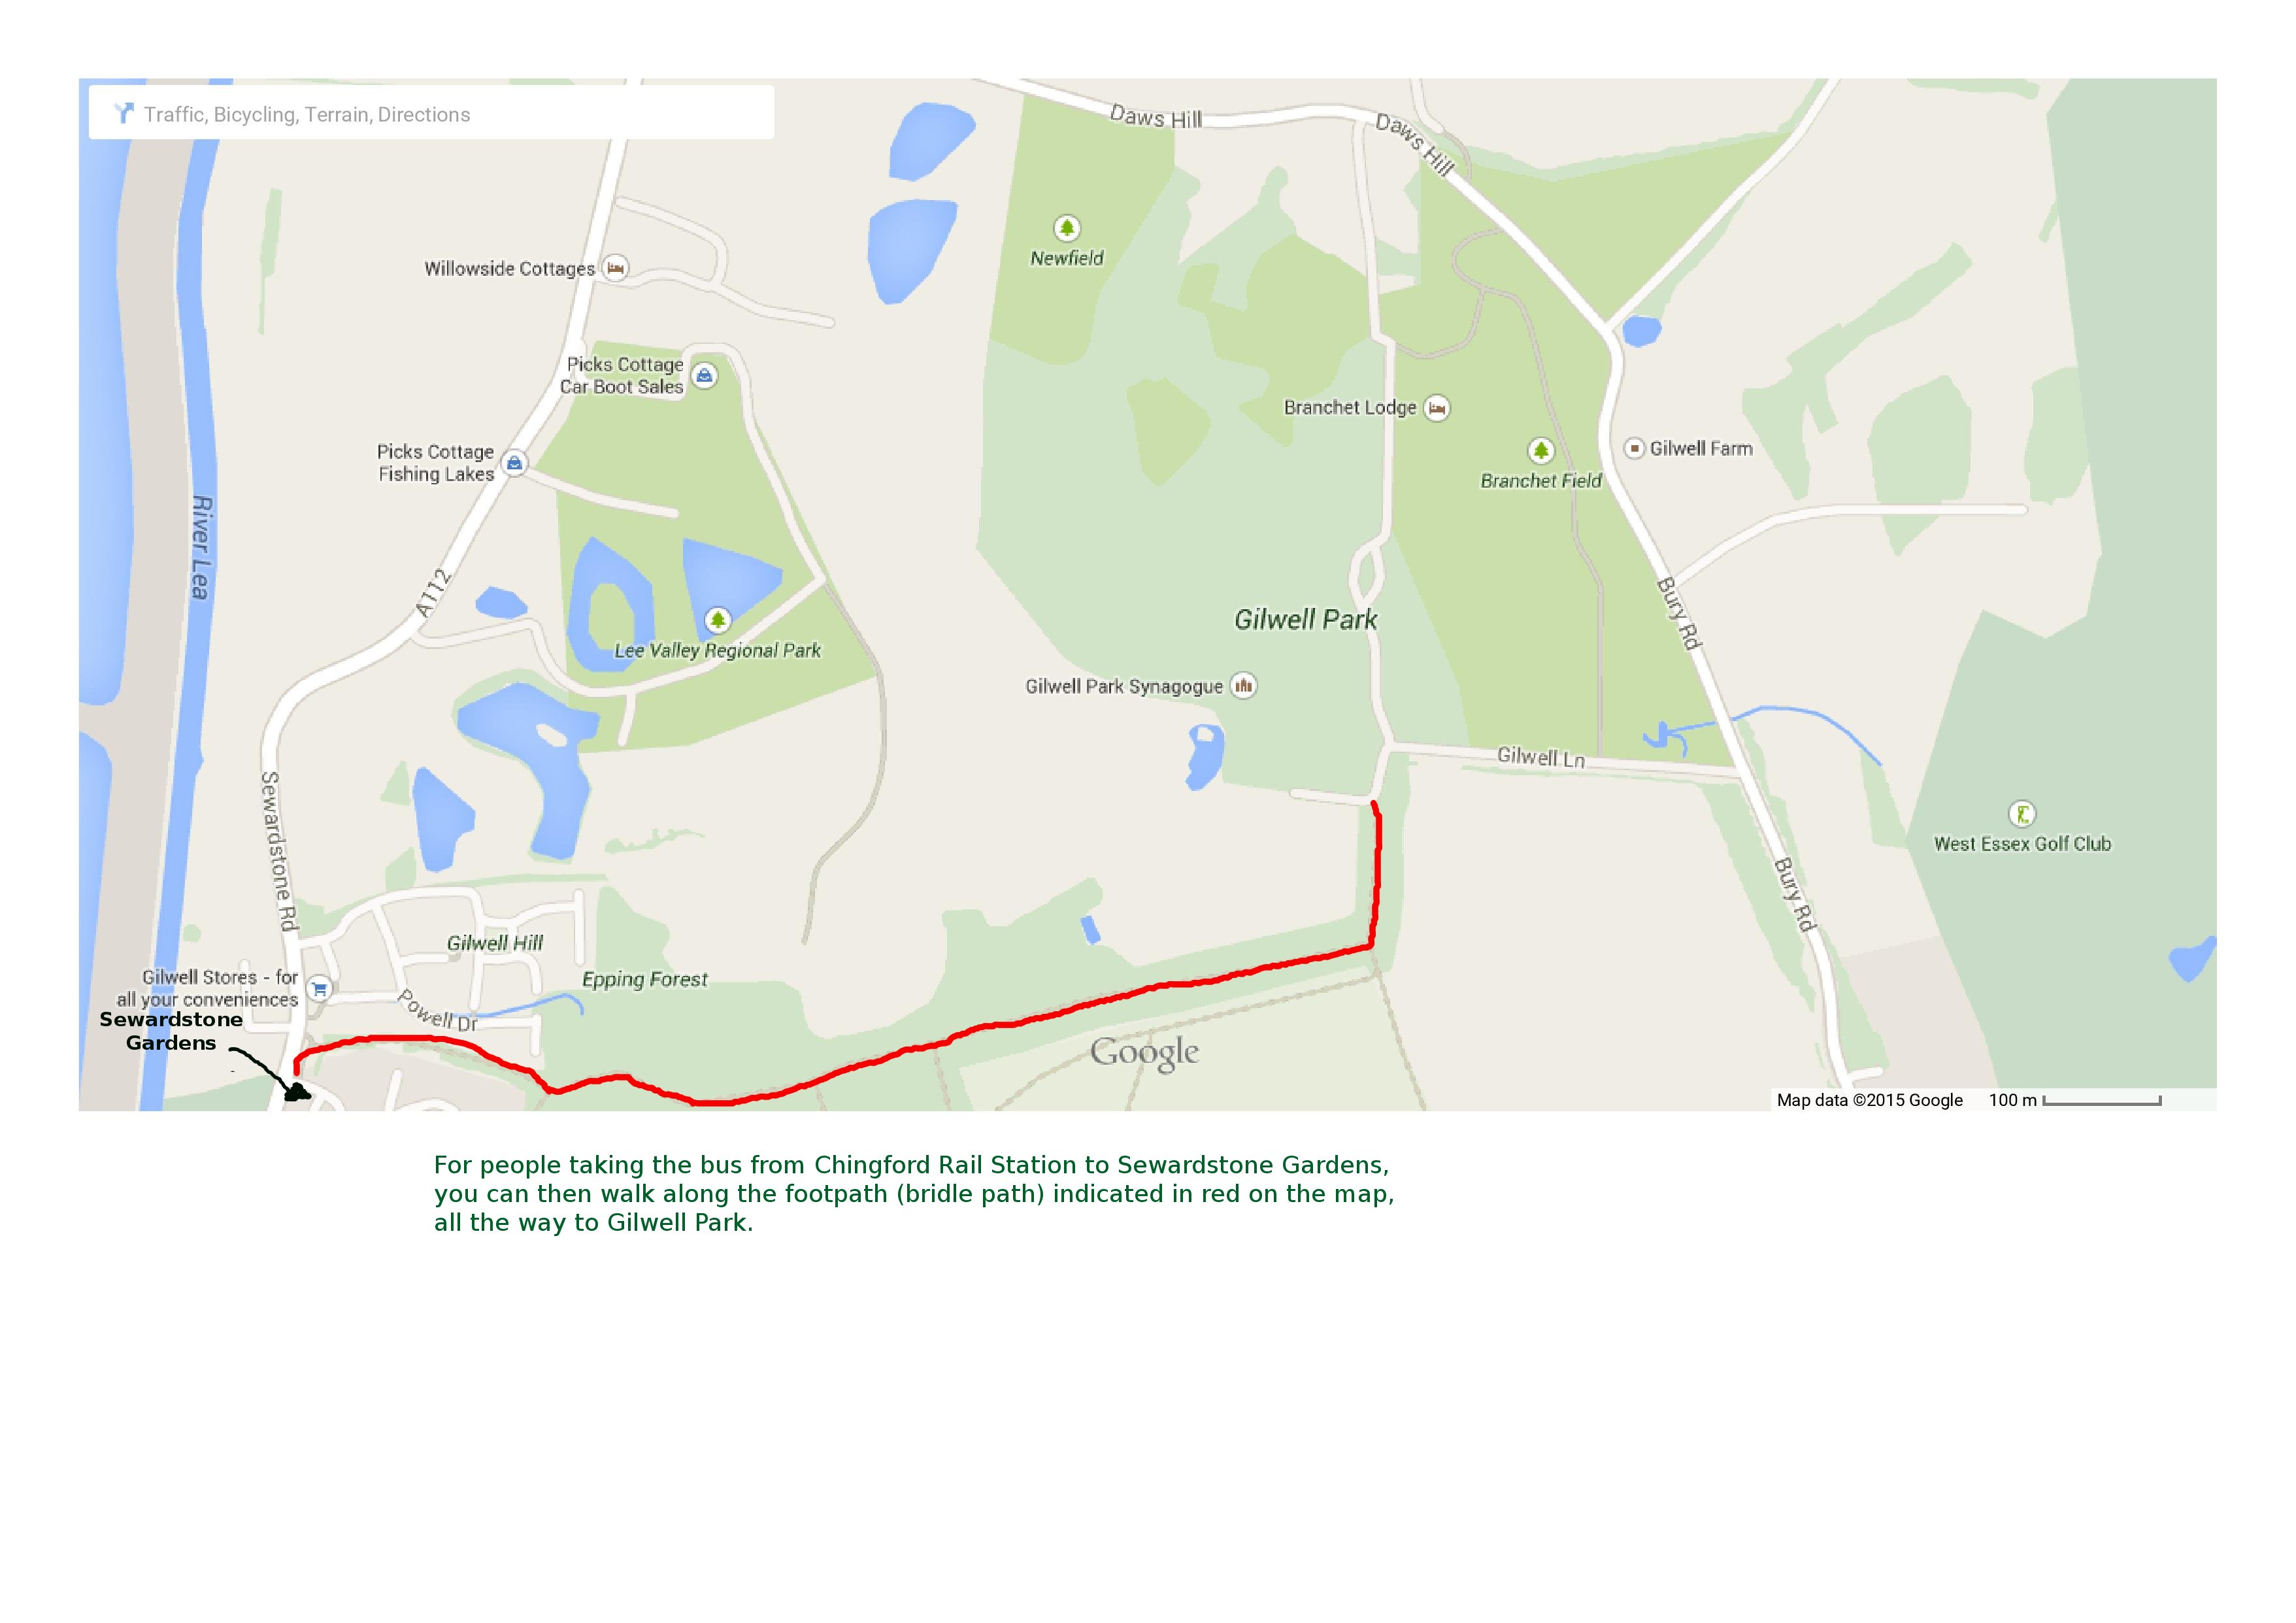 Traffic, Bicycling, Terrain, Directions
Daws Hill
Daws Hill
Newfield
Willowside Cottages
Picks Cottage
Car Boot Sales
Branchet Lodge
Picks Cottage
Fishing Lakes
Gilwell Farm
Branchet Field
River Lea
A112
Bury Rd
Gilwell Park
Lee Valley Regional Park
Gilwell Park Synagogue
Gilwell Ln
Sewardstone Rd
West Essex Golf Club
Bury Rd
Gilwell Hill
Gilwell Stores - for
all your conveniences
Epping Forest
Powell Dr
Sewardstone
Gardens
Google
Map data ©2015 Google 100 m
For people taking the bus from Chingford Rail Station to Sewardstone Gardens,
you can then walk along the footpath (bridle path) indicated in red on the map,
all the way to Gilwell Park.